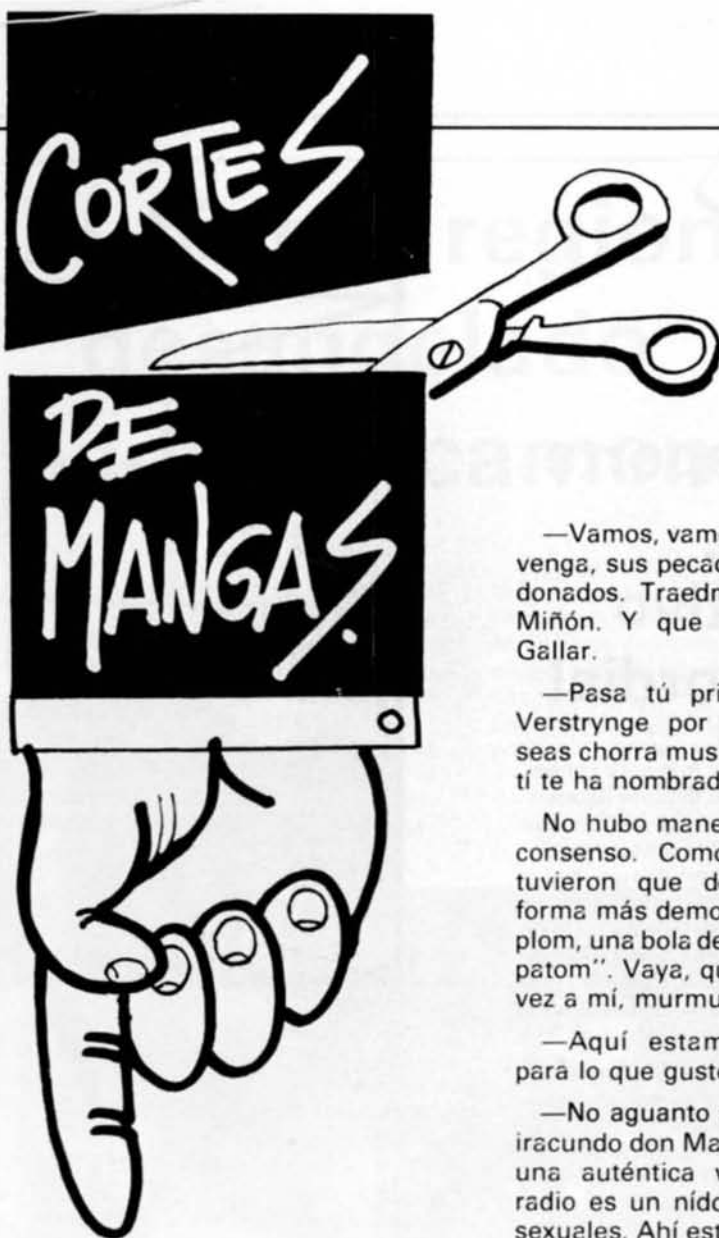 CORTES
DE
MANGAS.
—Vamos, vam
venga, sus pecad
donados. Traedn
Miñón. Y que
Gallar.
—Pasa tú pri
Verstrynge por
seas chorra mus
tí te ha nombrad
No hubo mane
consenso. Como
tuvieron que de
forma más demo
plom, una bola de
patom". Vaya, qu
vez a mí, murmu
—Aquí estam
para lo que guste
—No aguanto
iracundo don Ma
una auténtica v
radio es un nído
sexuales. Ahí est